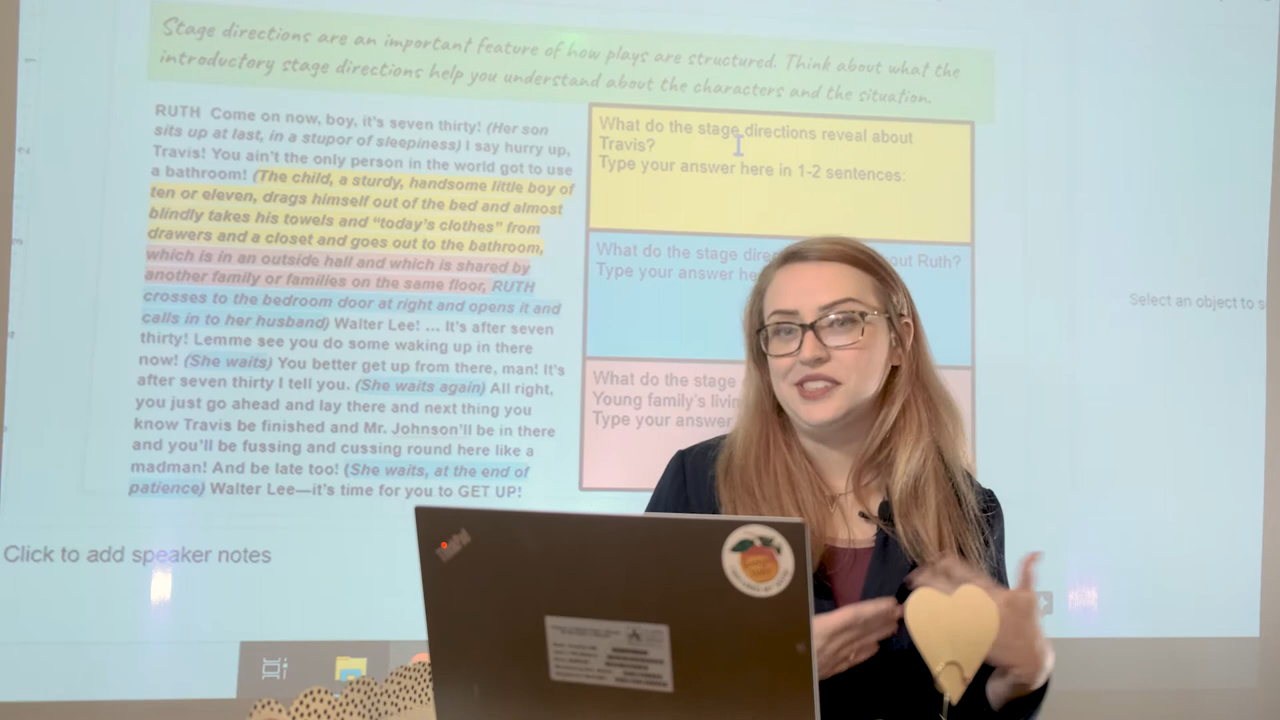 Stage directions are an important feature of how plays are structured. Think about what the
introductory stage directions help you understand about the characters and the situation.
RUTH Come on now, boy, it's seven thirty! (Her son
sits up at last, in a stupor of sleepiness) I say hurry up,
Travis! You ain't the only person in the world got to use
a bathroom! (The child, a sturdy, handsome little boy of
ten or eleven, drags himself out of the bed and almost
blindly takes his towels and "today's clothes" from
drawers and a closet and goes out to the bathroom,
which is in an outside hall and which is shared by
another family or families on the same floor, RUTH
crosses to the bedroom door at right and opens it and
calls in to her husband) Walter Lee! ... It's after seven
thirty! Lemme see you do some waking up in there
now! (She waits) You better get up from there, man! It's
after seven thirty I tell you. (She waits again) All right,
you just go ahead and lay there and next thing you
know Travis be finished and Mr. Johnson'll be in there
and you'll be fussing and cussing round here like a
madman! And be late too! (She waits, at the end of
patience) Walter Lee—it's time for you to GET UP!
What do the stage directions reveal about
Travis?
Type your answer here in 1-2 sentences:
What do the stage out Ruth?
Type your answer
What do the stage
Young family's
Type your answer
Select an object to
Click to add speaker notes
ThinkPad